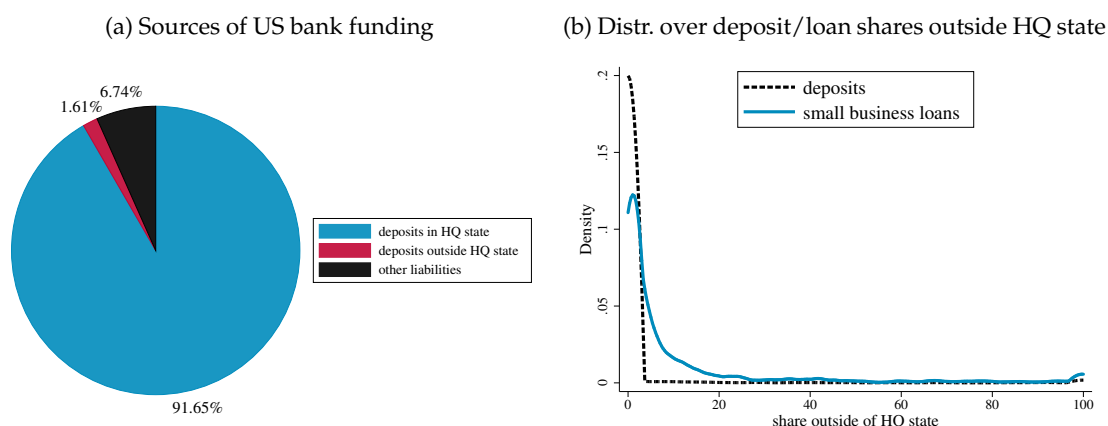 (a) Sources of US bank funding
6.74%
1.61%
deposits in HQ state
deposits outside HQ state
other liabilities
91.65%
(b) Distr. over deposit/loan shares outside HQ state
deposits
small business loans
Density
.2
.15
.1
.05
0
0 20 40 60 80 100
share outside of HQ state